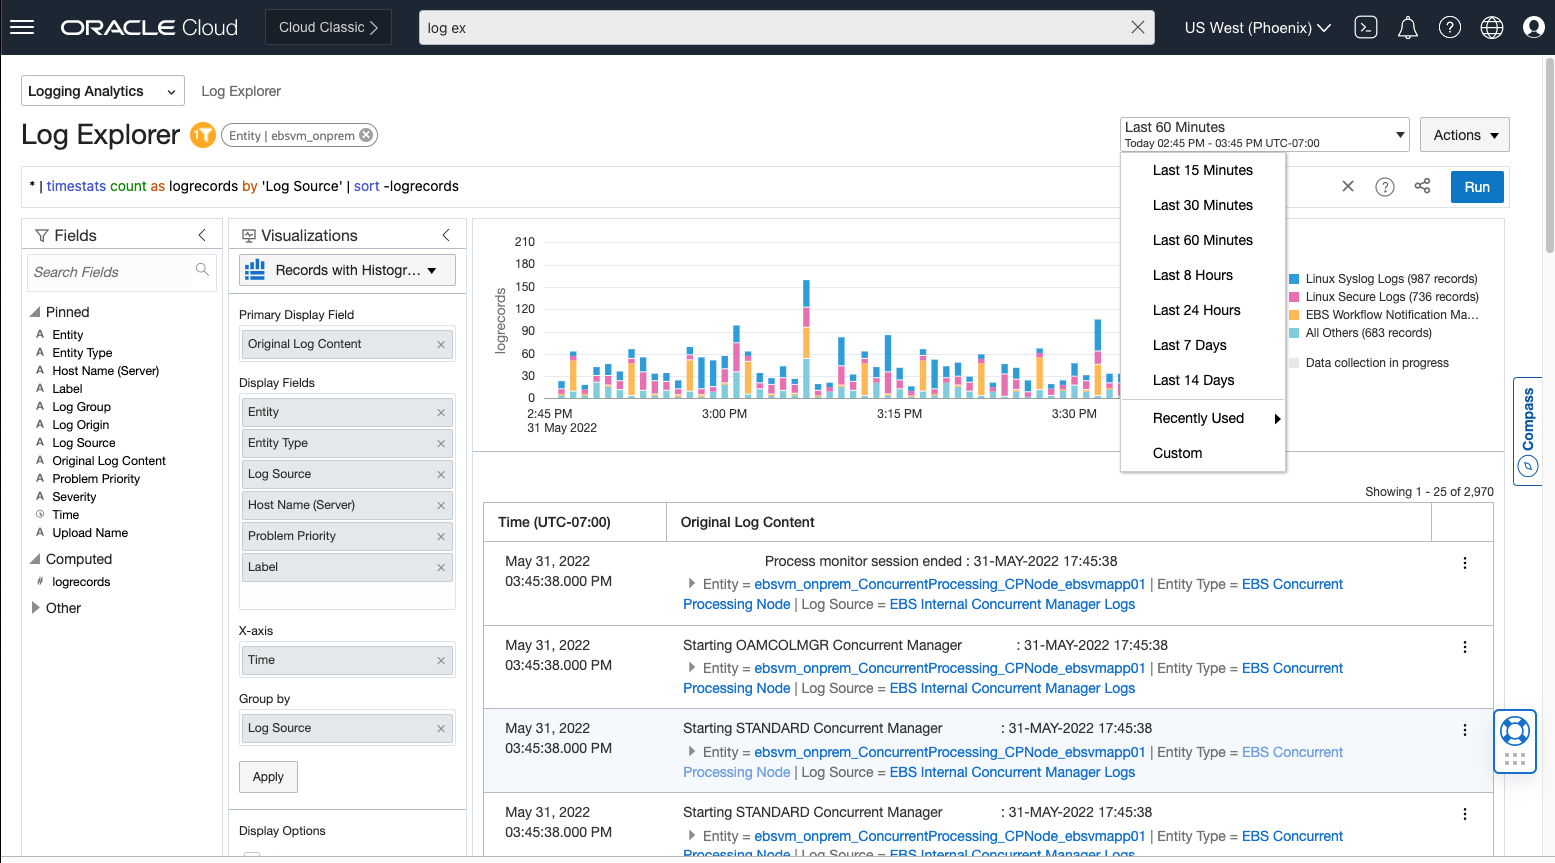 ORACLE Cloud
Cloud Classic
log ex
US West (Phoenix)
Logging Analytics
Log Explorer
Log Explorer
1
Entity | ebsvm_onprem
Last 60 Minutes
Today 02:45 PM - 03:45 PM UTC-07:00
Actions
Last 15 Minutes
Last 30 Minutes
Last 60 Minutes
Last 8 Hours
Last 24 Hours
Last 7 Days
Last 14 Days
Recently Used
Custom
* | timestats count as logrecords by 'Log Source' | sort -logrecords
Run
Fields
Search Fields
Pinned
A Entity
A Entity Type
A Host Name (Server)
A Label
A Log Group
A Log Origin
A Log Source
A Original Log Content
A Problem Priority
A Severity
Time
A Upload Name
Computed
# logrecords
Other
Visualizations
Records with Histogr...
Primary Display Field
Original Log Content
Display Fields
Entity
Entity Type
Log Source
Host Name (Server)
Problem Priority
Label
X-axis
Time
Group by
Log Source
Apply
Display Options
logrecords
210
180
150
120
90
60
30
0
2:45 PM
31 May 2022
3:00 PM
3:15 PM
3:30 PM
Linux Syslog Logs (987 records)
Linux Secure Logs (736 records)
EBS Workflow Notification Ma...
All Others (683 records)
Data collection in progress
Compass
Showing 1 - 25 of 2,970
Time (UTC-07:00)
Original Log Content
May 31, 2022
03:45:38.000 PM
Process monitor session ended : 31-MAY-2022 17:45:38
Entity = ebsvm_onprem_ConcurrentProcessing_CPNode_ebsvmapp01 | Entity Type = EBS Concurrent
Processing Node | Log Source = EBS Internal Concurrent Manager Logs
May 31, 2022
03:45:38.000 PM
Starting OAMCOLMGR Concurrent Manager : 31-MAY-2022 17:45:38
Entity = ebsvm_onprem_ConcurrentProcessing_CPNode_ebsvmapp01 | Entity Type = EBS Concurrent
Processing Node | Log Source = EBS Internal Concurrent Manager Logs
May 31, 2022
03:45:38.000 PM
Starting STANDARD Concurrent Manager : 31-MAY-2022 17:45:38
Entity = ebsvm_onprem_ConcurrentProcessing_CPNode_ebsvmapp01 | Entity Type = EBS Concurrent
Processing Node | Log Source = EBS Internal Concurrent Manager Logs
May 31, 2022
03:45:38.000 PM
Starting STANDARD Concurrent Manager : 31-MAY-2022 17:45:38
Entity = ebsvm_onprem_ConcurrentProcessing_CPNode_ebsvmapp01 | Entity Type = EBS Concurrent
Processing Node | Log Source = EBS Internal Concurrent Manager Logs